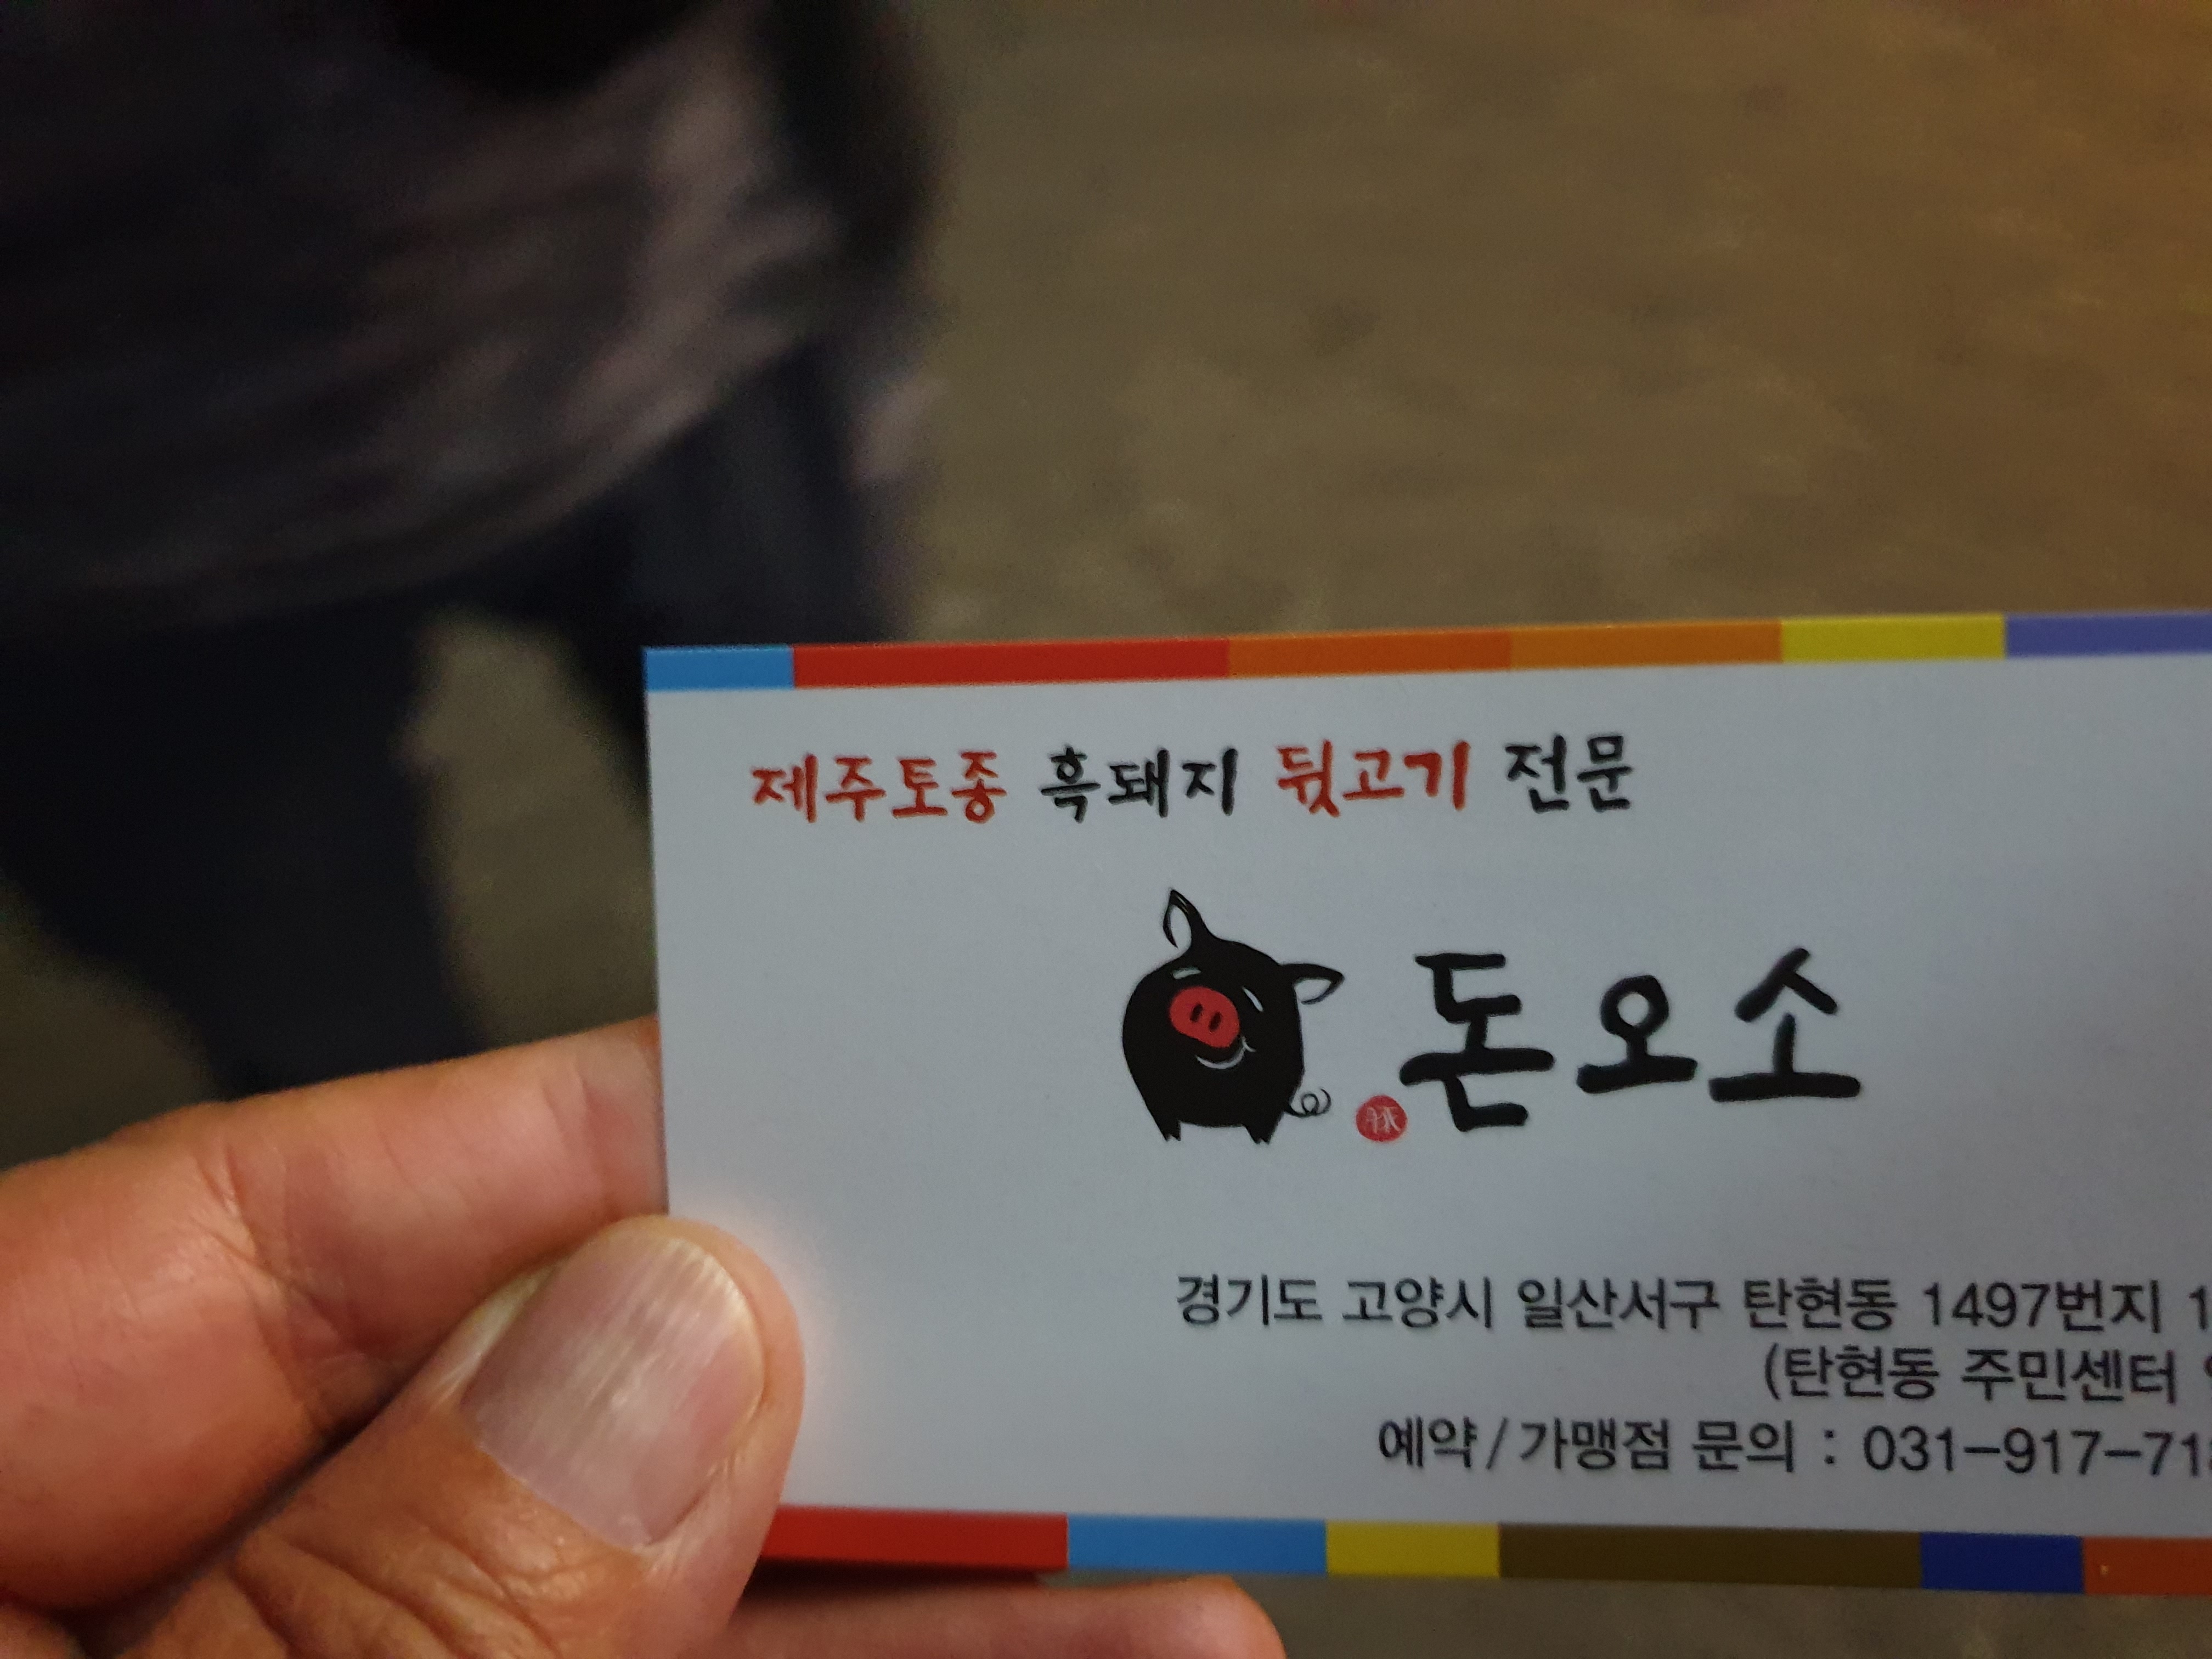 제주토종 흑돼지 뒷고기 전문
돈오소
경기도 고양시 일산서구 탄현동 1497번지 1
(탄현동 주민센터
예약/가맹점 문의 : 031-917-718